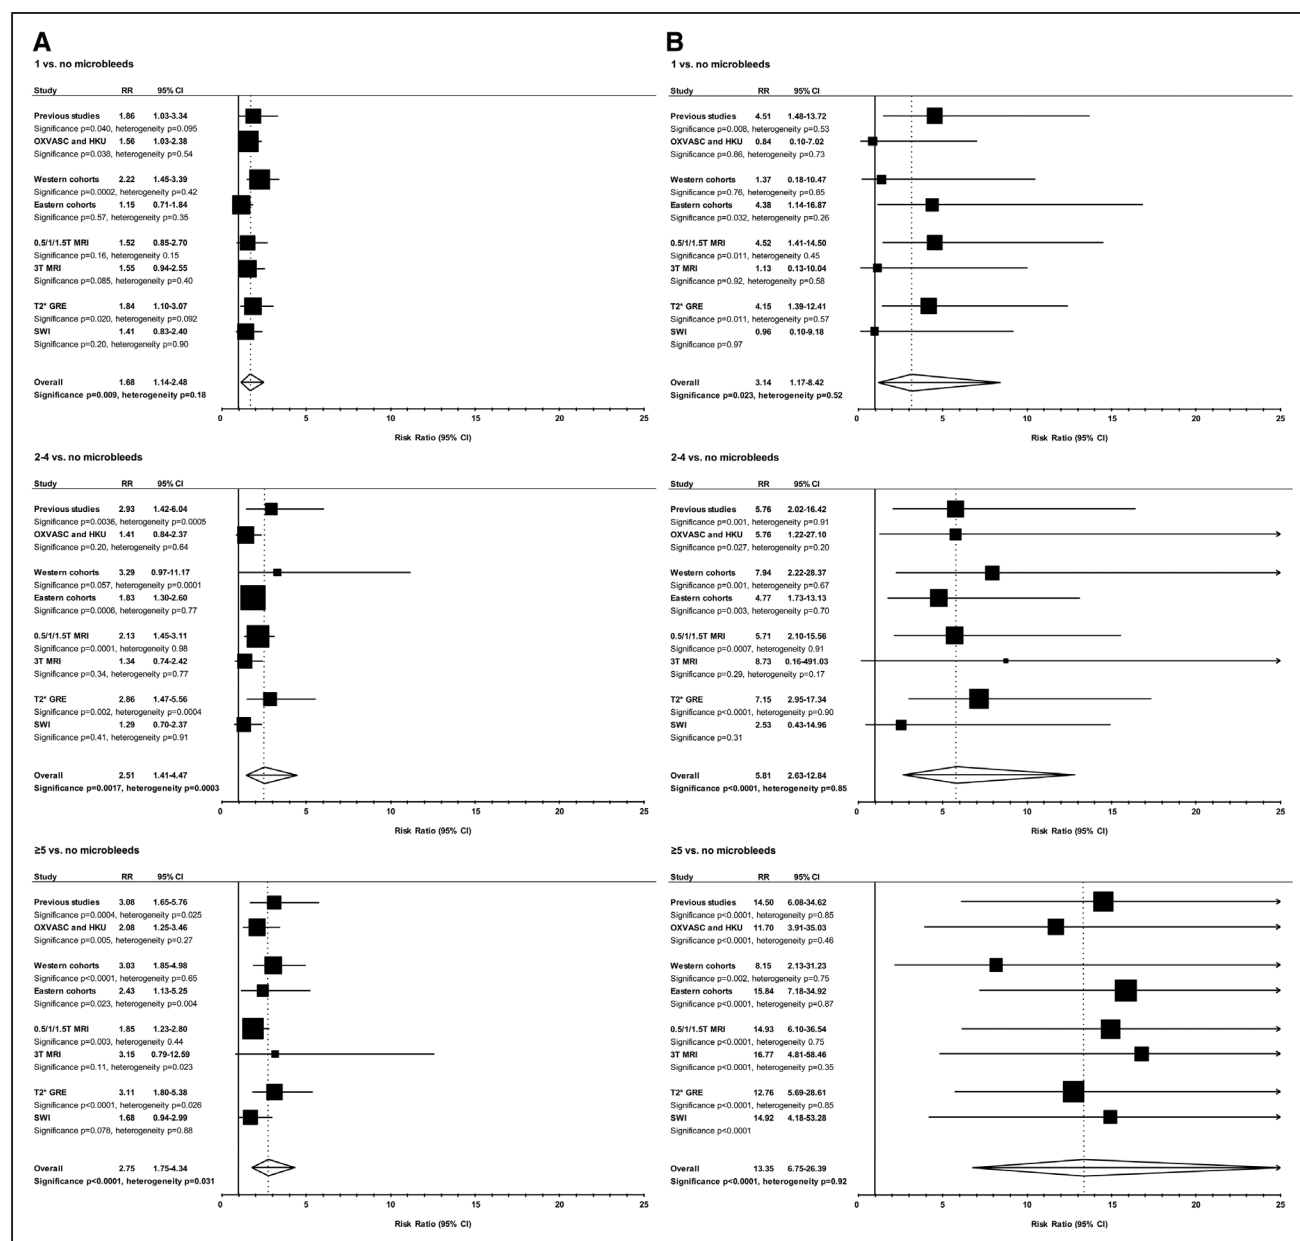 A
1 vs. no microbleeds
Study RR 95% CI
Previous studies 1.86 1.03-3.34
Significance p=0.040, heterogeneity p=0.095
OXVASC and HKU 1.56 1.03-2.38
Significance p=0.038, heterogeneity p=0.54
Western cohorts 2.22 1.45-3.39
Significance p=0.0002, heterogeneity p=0.42
Eastern cohorts 1.15 0.71-1.84
Significance p=0.57, heterogeneity p=0.35
0.5/1/1.5T MRI 1.52 0.85-2.70
Significance p=0.16, heterogeneity 0.15
3T MRI 1.55 0.94-2.55
Significance p=0.085, heterogeneity p=0.40
T2* GRE 1.84 1.10-3.07
Significance p=0.020, heterogeneity p=0.092
SWI 1.41 0.83-2.40
Significance p=0.20, heterogeneity p=0.90
Overall 1.68 1.14-2.48
Significance p=0.009, heterogeneity p=0.18
0 5 10 15 20 25
Risk Ratio (95% CI)
2-4 vs. no microbleeds
Study RR 95% CI
Previous studies 2.93 1.42-6.04
Significance p=0.0036, heterogeneity p=0.0005
OXVASC and HKU 1.41 0.84-2.37
Significance p=0.20, heterogeneity p=0.64
Western cohorts 3.29 0.97-11.17
Significance p=0.057, heterogeneity p=0.0001
Eastern cohorts 1.83 1.30-2.60
Significance p=0.0006, heterogeneity p=0.77
0.5/1/1.5T MRI 2.13 1.45-3.11
Significance p=0.0001, heterogeneity 0.98
3T MRI 1.34 0.74-2.42
Significance p=0.34, heterogeneity p=0.77
T2* GRE 2.86 1.47-5.56
Significance p=0.002, heterogeneity p=0.0004
SWI 1.29 0.70-2.37
Significance p=0.41, heterogeneity p=0.91
Overall 2.51 1.41-4.47
Significance p=0.0017, heterogeneity p=0.0003
0 5 10 15 20 25
Risk Ratio (95% CI)
≥5 vs. no microbleeds
Study RR 95% CI
Previous studies 3.08 1.65-5.76
Significance p=0.0004, heterogeneity p=0.025
OXVASC and HKU 2.08 1.25-3.46
Significance p=0.005, heterogeneity p=0.27
Western cohorts 3.03 1.85-4.98
Significance p<0.0001, heterogeneity p=0.65
Eastern cohorts 2.43 1.13-5.25
Significance p=0.023, heterogeneity p=0.004
0.5/1/1.5T MRI 1.85 1.23-2.80
Significance p=0.003, heterogeneity 0.44
3T MRI 3.15 0.79-12.59
Significance p=0.11, heterogeneity p=0.023
T2* GRE 3.11 1.80-5.38
Significance p<0.0001, heterogeneity p=0.026
SWI 1.68 0.94-2.99
Significance p=0.078, heterogeneity p=0.88
Overall 2.75 1.75-4.34
Significance p<0.0001, heterogeneity p=0.031
0 5 10 15 20 25
Risk Ratio (95% CI)
B
1 vs. no microbleeds
Study RR 95% CI
Previous studies 4.51 1.48-13.72
Significance p=0.008, heterogeneity p=0.53
OXVASC and HKU 0.84 0.10-7.02
Significance p=0.86, heterogeneity p=0.73
Western cohorts 1.37 0.18-10.47
Significance p=0.76, heterogeneity p=0.85
Eastern cohorts 4.38 1.14-16.87
Significance p=0.032, heterogeneity p=0.26
0.5/1/1.5T MRI 4.52 1.41-14.50
Significance p=0.011, heterogeneity 0.45
3T MRI 1.13 0.13-10.04
Significance p=0.92, heterogeneity p=0.58
T2* GRE 4.15 1.39-12.41
Significance p=0.011, heterogeneity p=0.57
SWI 0.96 0.10-9.18
Significance p=0.97
Overall 3.14 1.17-8.42
Significance p=0.023, heterogeneity p=0.52
0 5 10 15 20 25
Risk Ratio (95% CI)
2-4 vs. no microbleeds
Study RR 95% CI
Previous studies 5.76 2.02-16.42
Significance p=0.001, heterogeneity p=0.91
OXVASC and HKU 5.76 1.22-27.10
Significance p=0.027, heterogeneity p=0.20
Western cohorts 7.94 2.22-28.37
Significance p=0.001, heterogeneity p=0.67
Eastern cohorts 4.77 1.73-13.13
Significance p=0.003, heterogeneity p=0.70
0.5/1/1.5T MRI 5.71 2.10-15.56
Significance p=0.0007, heterogeneity 0.91
3T MRI 8.73 0.16-491.03
Significance p=0.29, heterogeneity p=0.17
T2* GRE 7.15 2.95-17.34
Significance p<0.0001, heterogeneity p=0.90
SWI 2.53 0.43-14.96
Significance p=0.31
Overall 5.81 2.63-12.84
Significance p<0.0001, heterogeneity p=0.85
0 5 10 15 20 25
Risk Ratio (95% CI)
≥5 vs. no microbleeds
Study RR 95% CI
Previous studies 14.50 6.08-34.62
Significance p<0.0001, heterogeneity p=0.85
OXVASC and HKU 11.70 3.91-35.03
Significance p<0.0001, heterogeneity p=0.46
Western cohorts 8.15 2.13-31.23
Significance p=0.002, heterogeneity p=0.75
Eastern cohorts 15.84 7.18-34.92
Significance p<0.0001, heterogeneity p=0.87
0.5/1/1.5T MRI 14.93 6.10-36.54
Significance p<0.0001, heterogeneity 0.75
3T MRI 16.77 4.81-58.46
Significance p<0.0001, heterogeneity p=0.35
T2* GRE 12.76 5.69-28.61
Significance p<0.0001, heterogeneity p=0.85
SWI 14.92 4.18-53.28
Significance p<0.0001
Overall 13.35 6.75-26.39
Significance p<0.0001, heterogeneity p=0.92
0 5 10 15 20 25
Risk Ratio (95% CI)